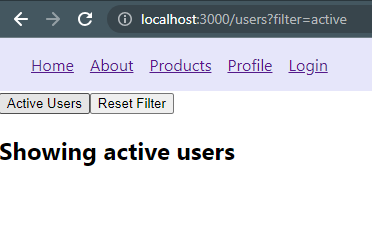 localhost:3000/users?filter=active
Home About Products Profile Login
Active Users Reset Filter
Showing active users